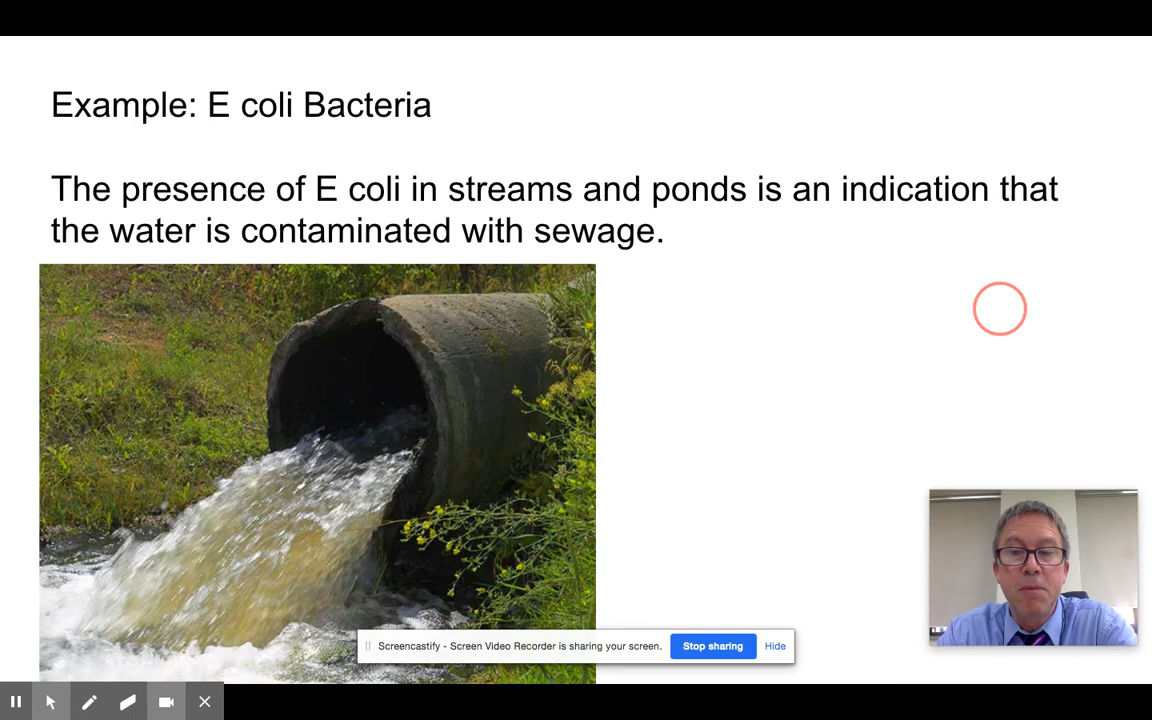 Example: E coli Bacteria
The presence of E coli in streams and ponds is an indication that
the water is contaminated with sewage.
Screencastify - Screen Video Recorder is sharing your screen.
Stop sharing
Hide